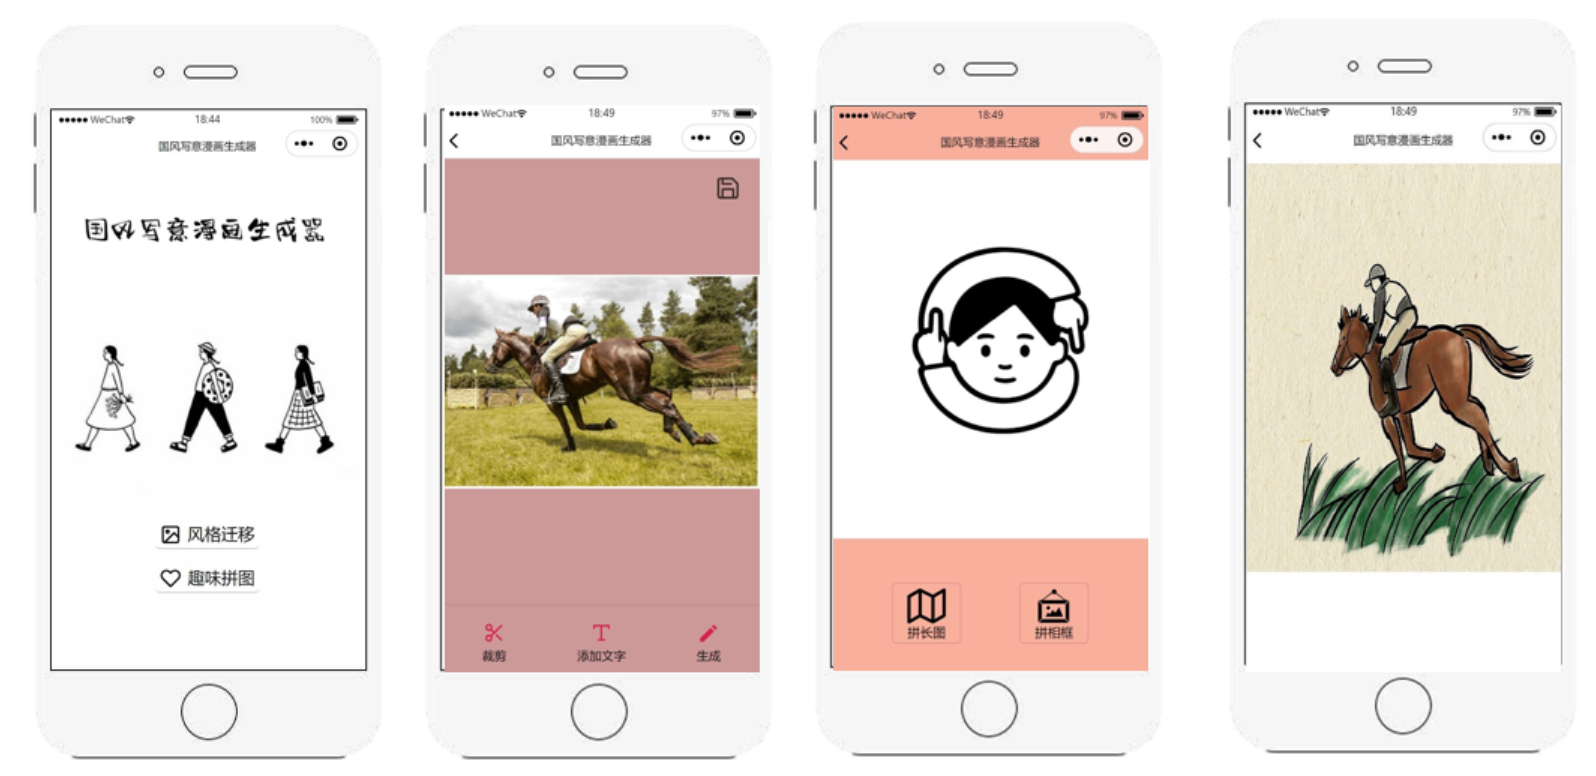 WeChat
18:44
100%
国风写意漫画生成器
国风写意漫画生成器
风格迁移
趣味拼图
WeChat
18:49
97%
国风写意漫画生成器
裁剪
添加文字
生成
WeChat
18:49
97%
国风写意漫画生成器
拼长图
拼相框
WeChat
18:49
97%
国风写意漫画生成器